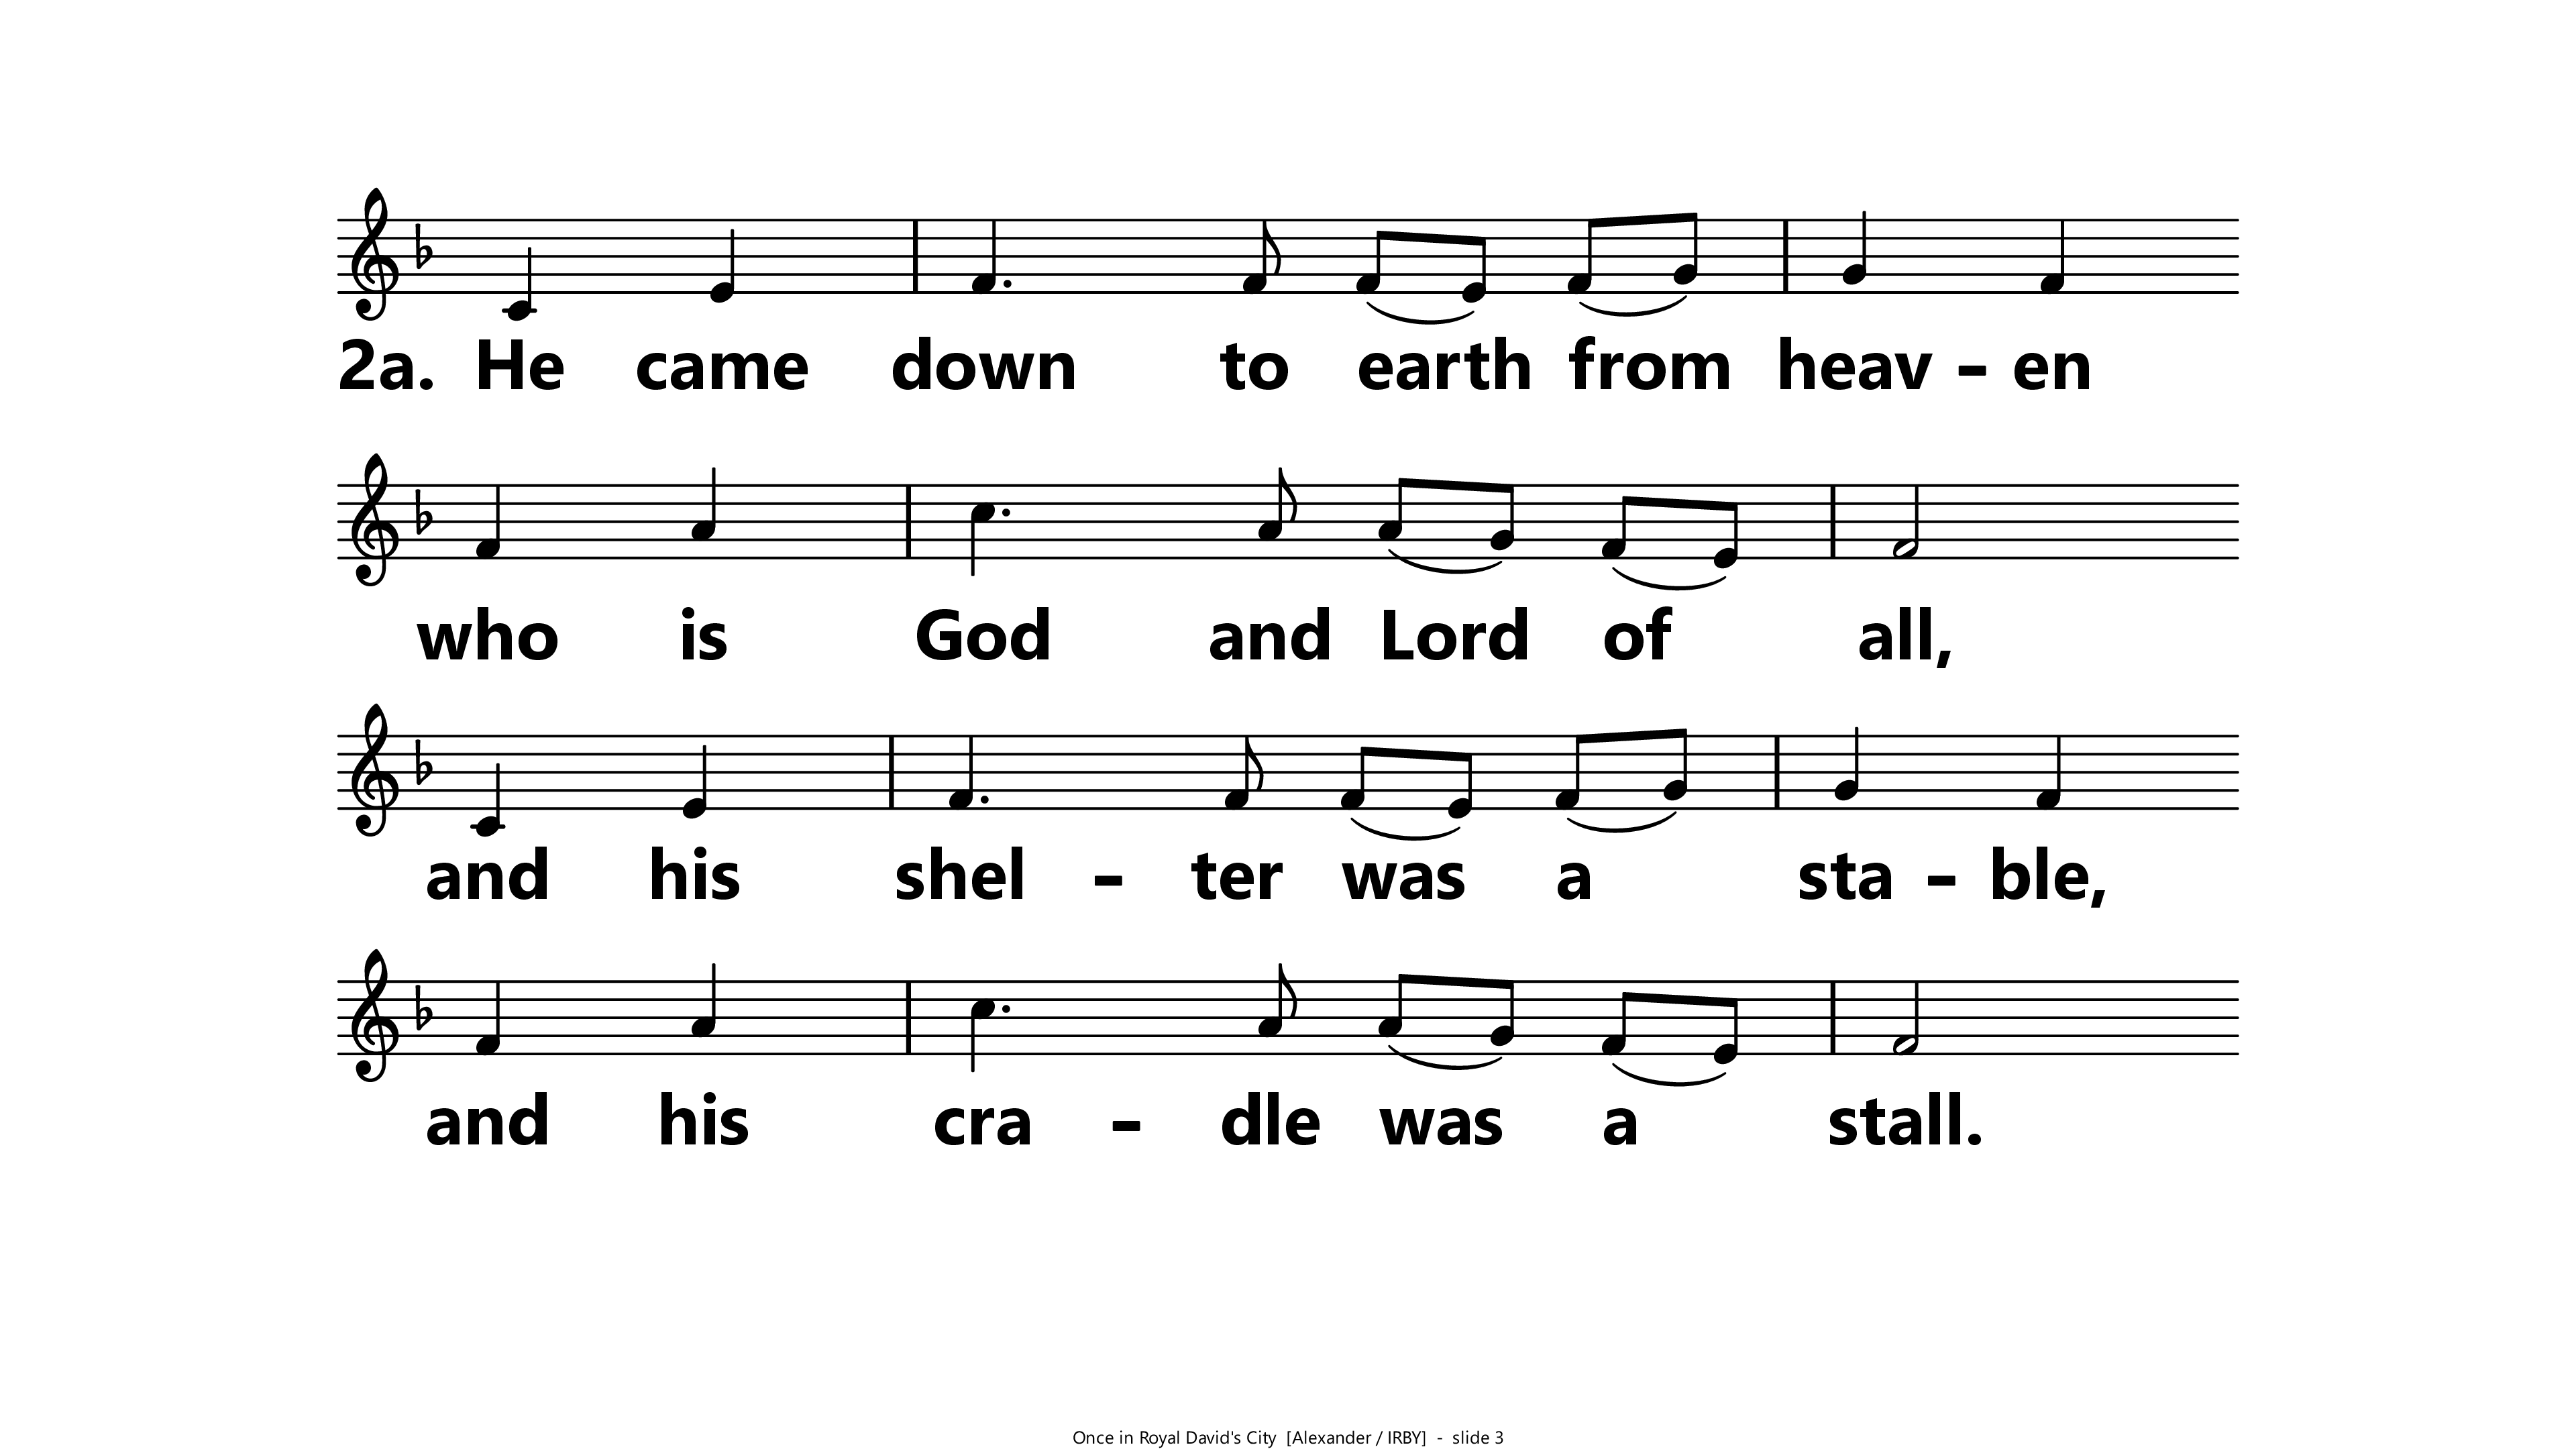 2a. He came down to earth from heav - en
who is God and Lord of all,
and his shel - ter was a sta - ble,
and his cra - dle was a stall.
Once in Royal David's City [Alexander / IRBY] - slide 3